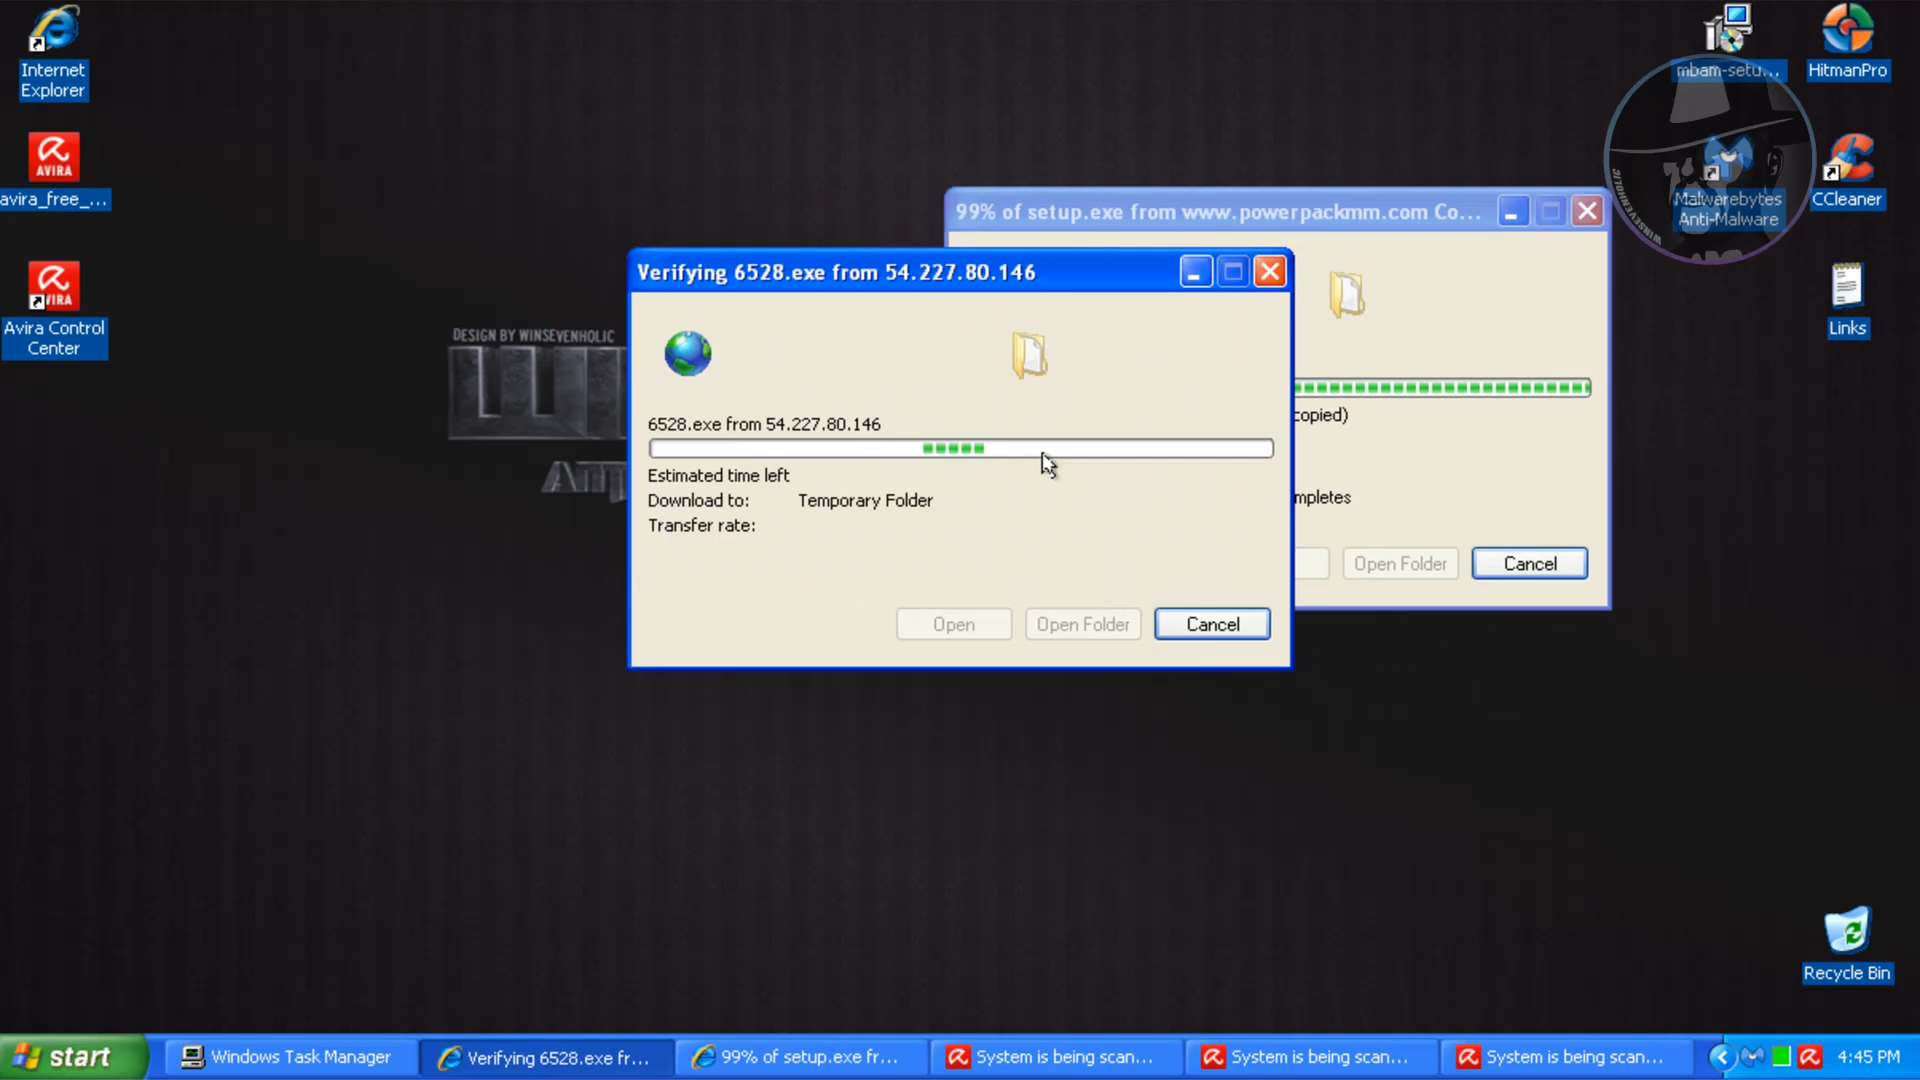 Internet
Explorer
avira_free_...
Avira Control
Center
AVIRA
VIRA
mbam-setu...
HitmanPro
Malwarebytes
Anti-Malware
CCleaner
Links
WINSEVENHOLIC
DESIGN BY WINSEVENHOLIC
99% of setup.exe from www.powerpackmm.com Co...
copied)
mpletes
Open Folder
Cancel
Verifying 6528.exe from 54.227.80.146
6528.exe from 54.227.80.146
Estimated time left
Download to: Temporary Folder
Transfer rate:
Open
Open Folder
Cancel
Recycle Bin
start
Windows Task Manager
Verifying 6528.exe fr...
99% of setup.exe fr...
System is being scan...
System is being scan...
System is being scan...
4:45 PM